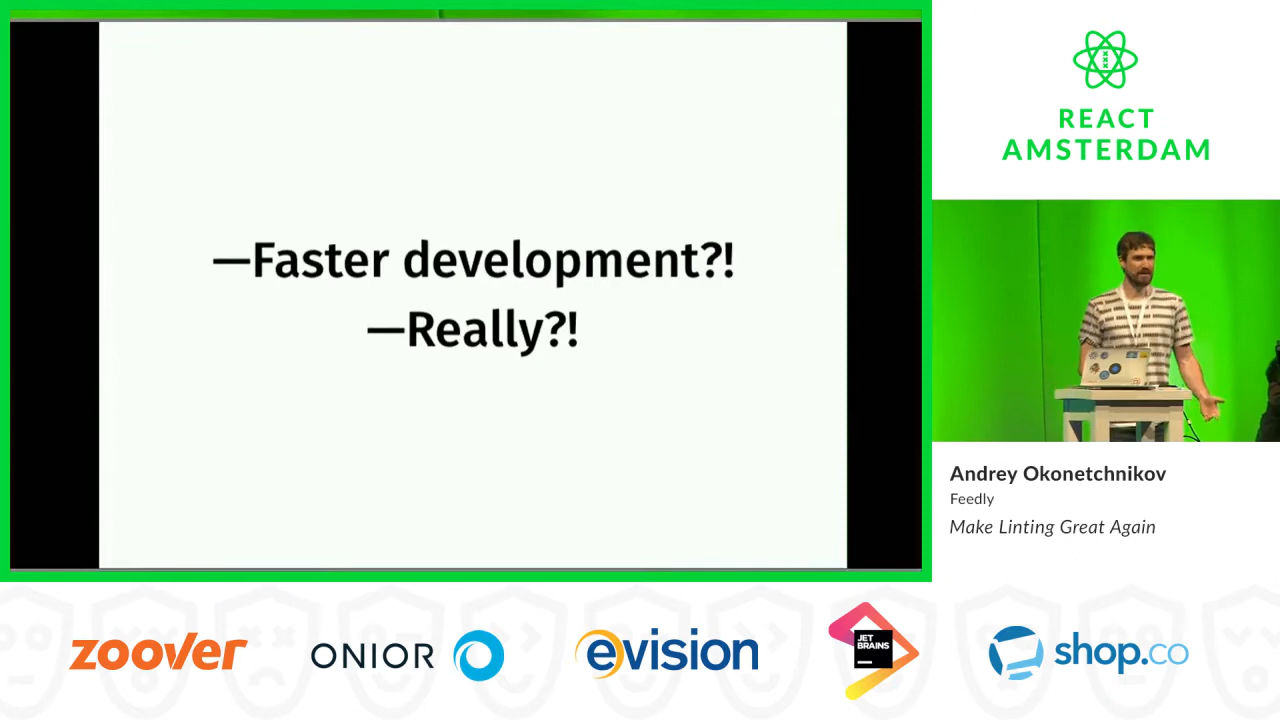 —Faster development?!
—Really?!
REACT
AMSTERDAM
Andrey Okonetchnikov
Feedly
Make Linting Great Again
zoover
ONIOR
evision
JET
BRAINS
shop.co